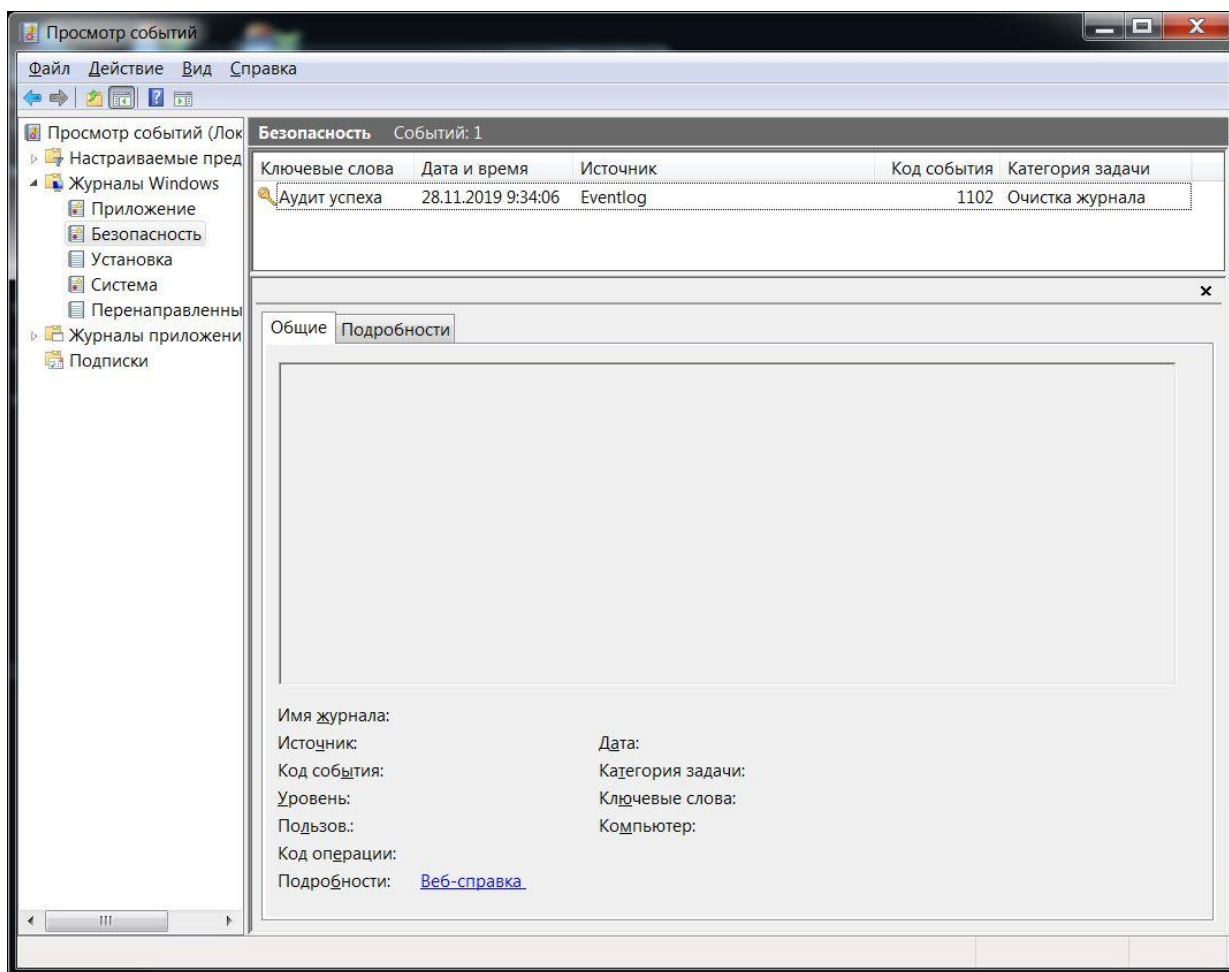 Просмотр событий
Файл Действие Вид Справка
Просмотр событий (Лок
Настраиваемые пред
Журналы Windows
Приложение
Безопасность
Установка
Система
Перенаправленны
Журналы приложени
Подписки
Безопасность Событий: 1
Ключевые слова Дата и время Источник Код события Категория задачи
Аудит успеха 28.11.2019 9:34:06 Eventlog 1102 Очистка журнала
Общие Подробности
Имя журнала:
Источник: Дата:
Код события: Категория задачи:
Уровень: Ключевые слова:
Пользов.: Компьютер:
Код операции:
Подробности: Веб-справка